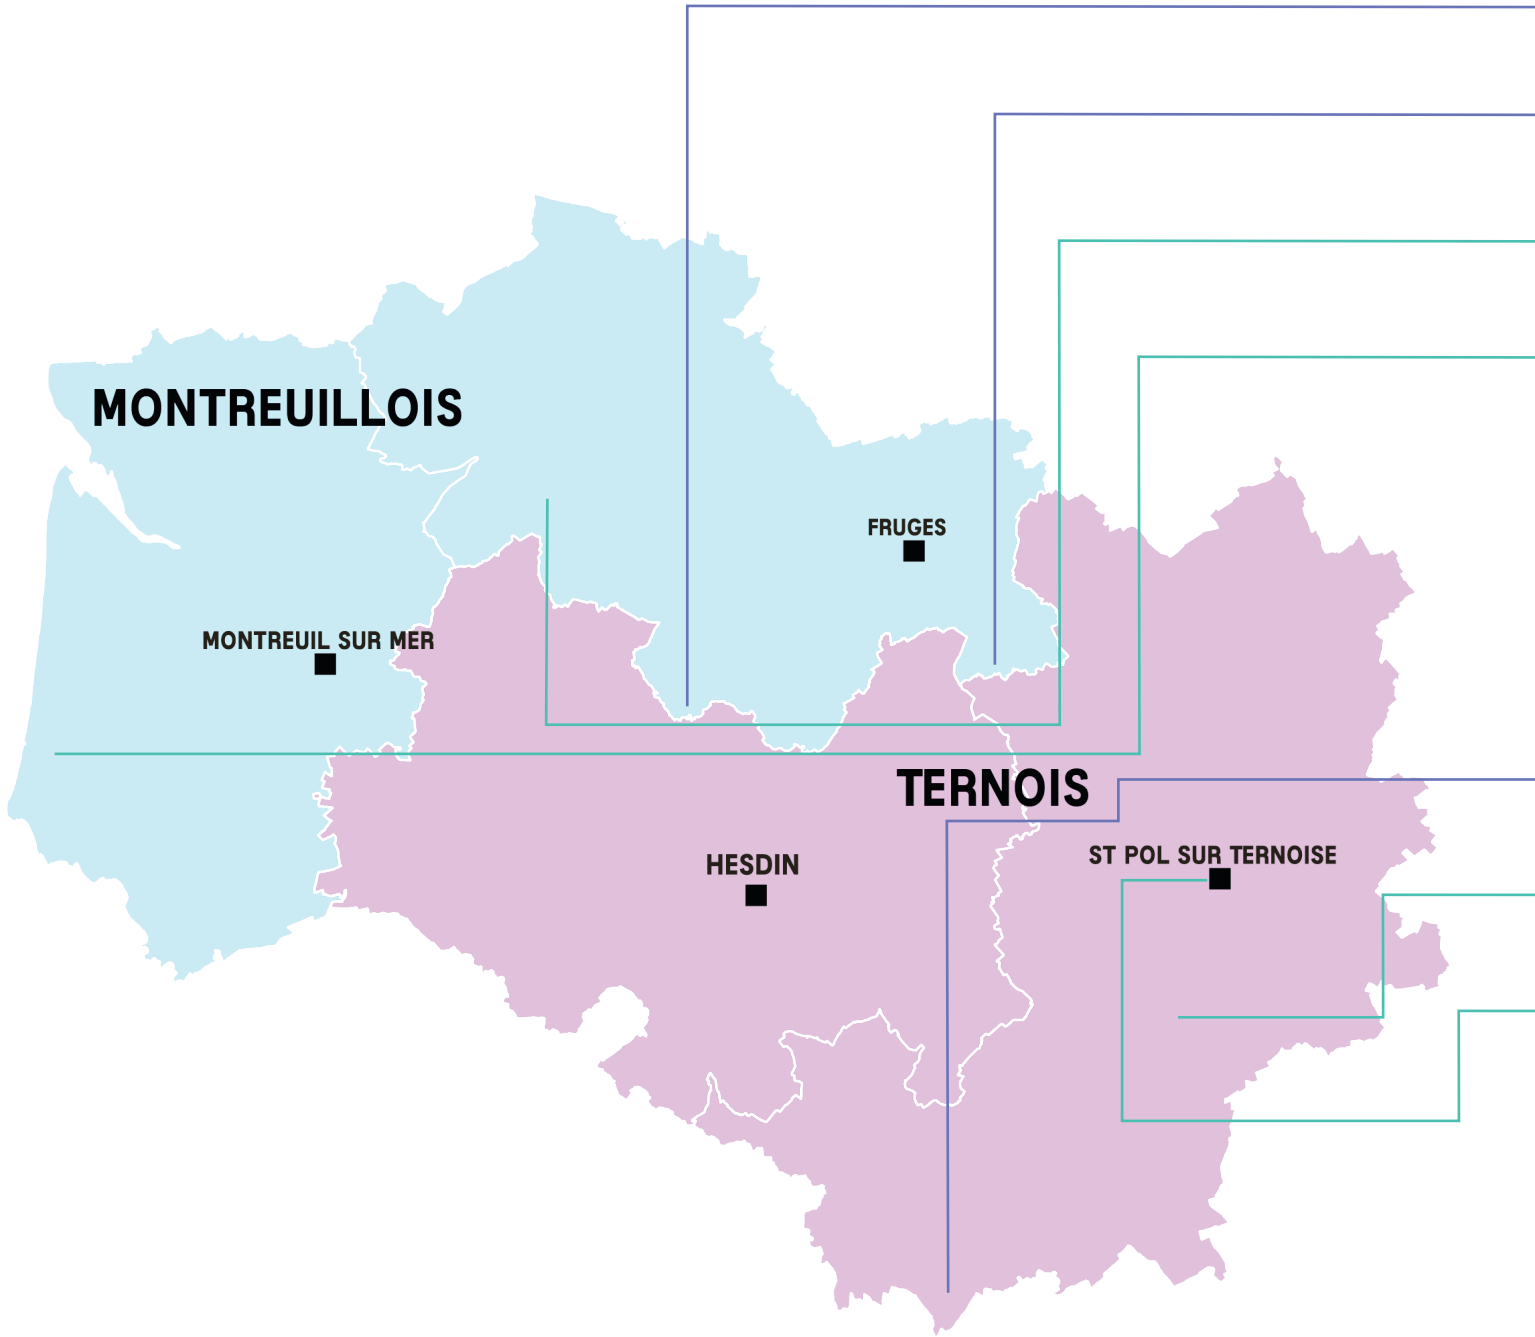 MONTREUILLOIS
FRUGES
MONTREUIL SUR MER
TERNOIS
ST POL SUR TERNOISE
HESDIN